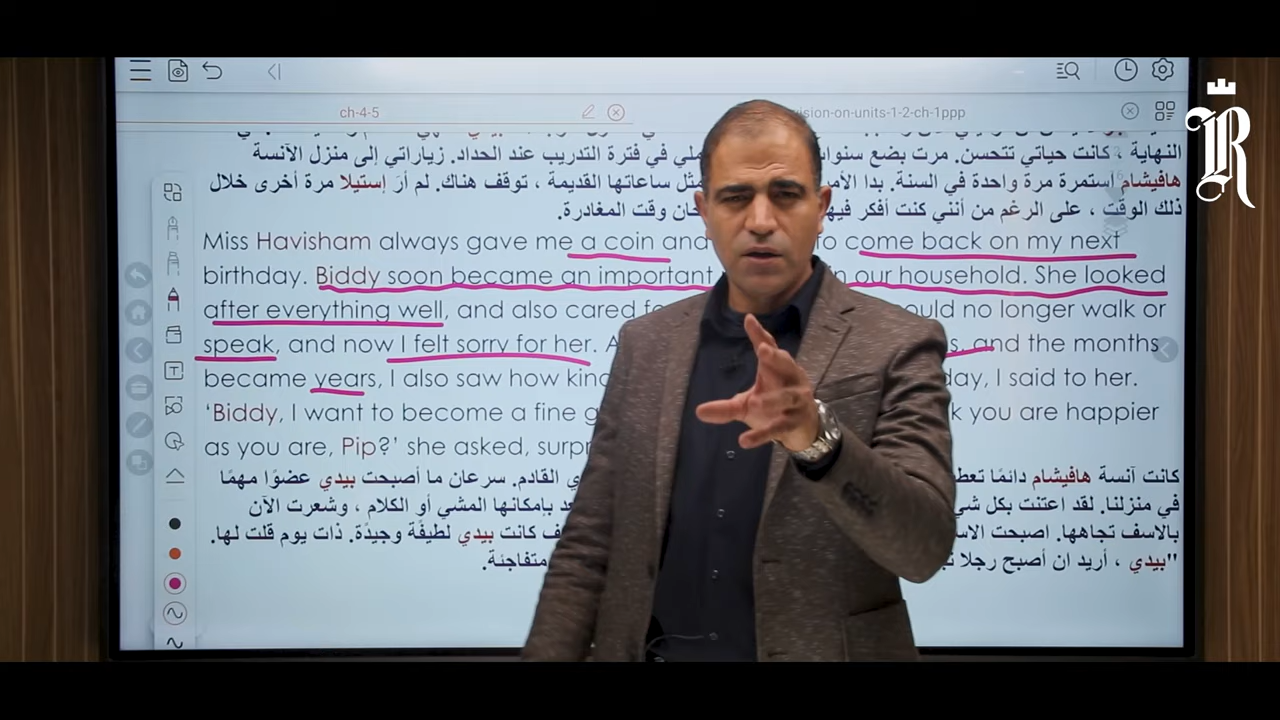 ch-4-5
ision-on-units-1-2-ch-1ppp
النهاية ، كانت حياتي تتحسن. مرت بضع سنوات ملي في فترة التدريب عند الحداد. زياراتي إلى منزل الآنسة
هافيشام استمرة مرة واحدة في السنة. بدا الأمر مثل ساعاتها القديمة ، توقف هناك. لم أرَ إستيلا مرة أخرى خلال
ذلك الوقت ، على الرغم من أنني كنت أفكر فيه حان وقت المغادرة.
Miss Havisham always gave me a coin and to come back on my next
birthday. Biddy soon became an important in our household. She looked
after everything well, and also cared fo ould no longer walk or
speak, and now I felt sorry for her. A s, and the months
became years, I also saw how kind day, I said to her.
‘Biddy, I want to become a fine g k you are happier
as you are, Pip?’ she asked, surpr
كانت آنسة هافيشام دائمًا تعط ي القادم. سرعان ما أصبحت بيدي عضوًا مهمًا
في منزلنا. لقد اعتنت بكل شي عد بإمكانها المشي أو الكلام ، وشعرت الآن
بالاسف تجاهها. اصبحت الاس ف كانت بيدي لطيفة وجيدة. ذات يوم قلت لها.
"بيدي ، أريد ان أصبح رجلا ن متفاجئة.
R